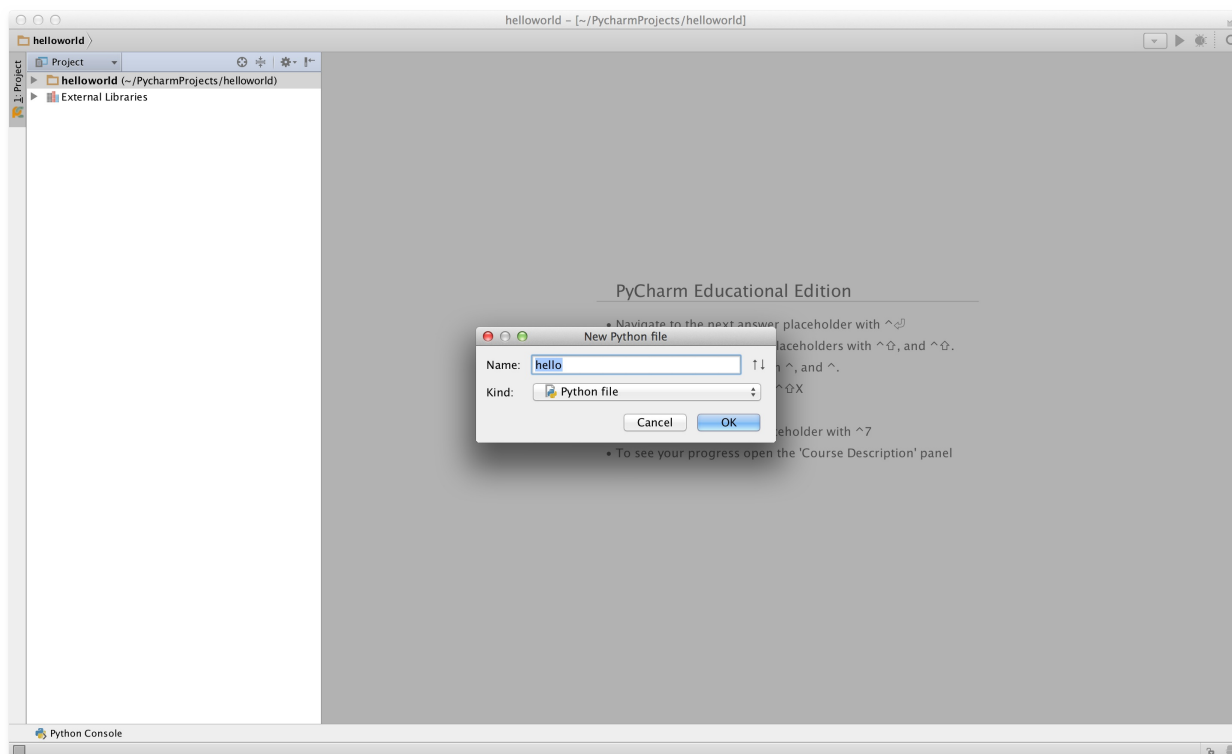 helloworld – [~/PycharmProjects/helloworld]
helloworld
1: Project
Project
helloworld (~/PycharmProjects/helloworld)
External Libraries
PyCharm Educational Edition
• Navigate to the next answer placeholder with ^⏎
laceholders with ^⇧, and ^⇧.
^, and ^.
^⇧X
ceholder with ^7
• To see your progress open the 'Course Description' panel
New Python file
Name: hello ↑↓
Kind: Python file
Cancel OK
Python Console